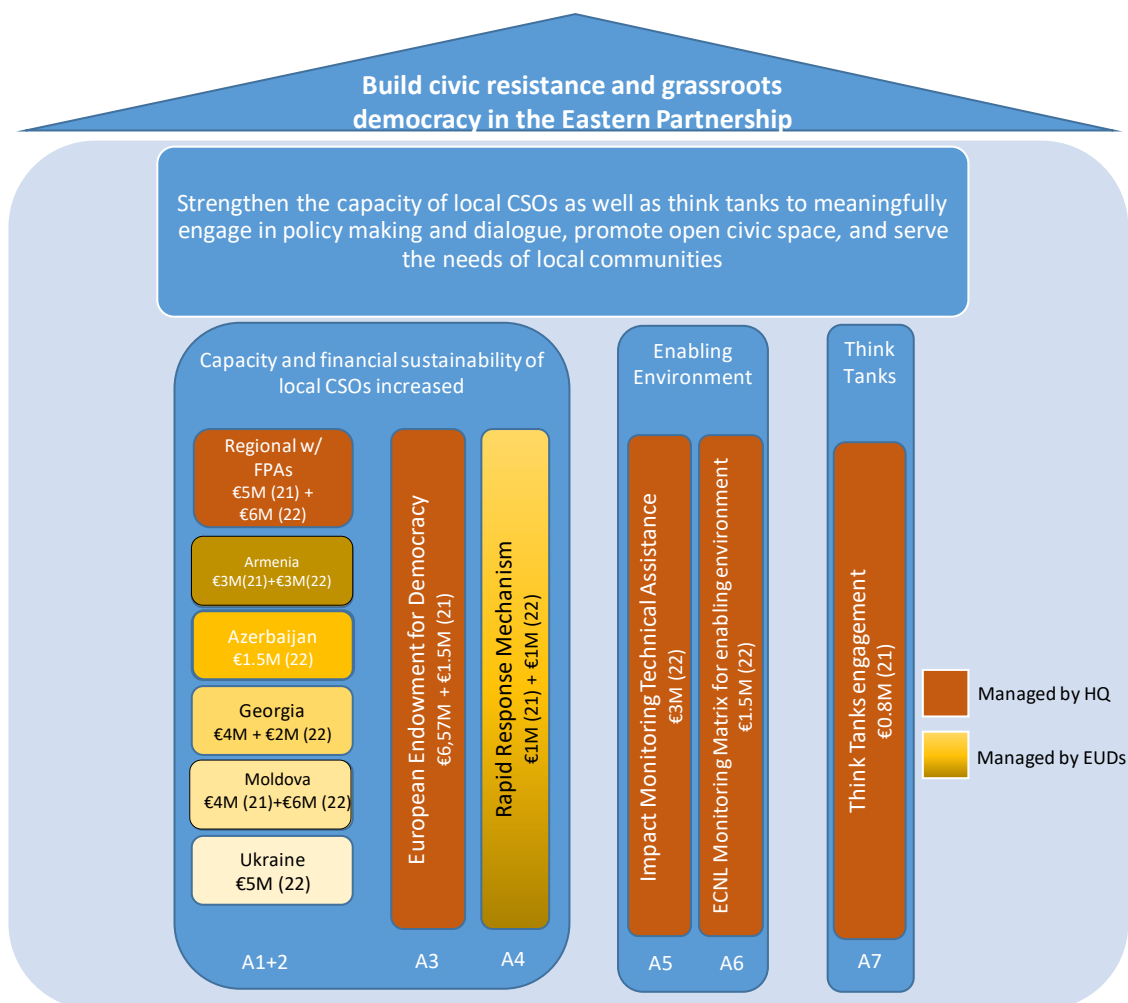 Build civic resistance and grassroots
democracy in the Eastern Partnership
Strengthen the capacity of local CSOs as well as think tanks to meaningfully
engage in policy making and dialogue, promote open civic space, and serve
the needs of local communities
Capacity and financial sustainability of
local CSOs increased
Regional w/
FPAs
€5M (21) +
€6M (22)
Armenia
€3M(21)+€3M(22)
Azerbaijan
€1.5M (22)
Georgia
€4M + €2M (22)
Moldova
€4M (21)+€6M (22)
Ukraine
€5M (22)
A1+2
European Endowment for Democracy
€6,57M + €1.5M (21)
A3
Rapid Response Mechanism
€1M (21) + €1M (22)
A4
Enabling
Environment
Impact Monitoring Technical Assistance
€3M (22)
A5
ECNL Monitoring Matrix for enabling environment
€1.5M (22)
A6
Think
Tanks
Think Tanks engagement
€0.8M (21)
A7
Managed by HQ
Managed by EUDs